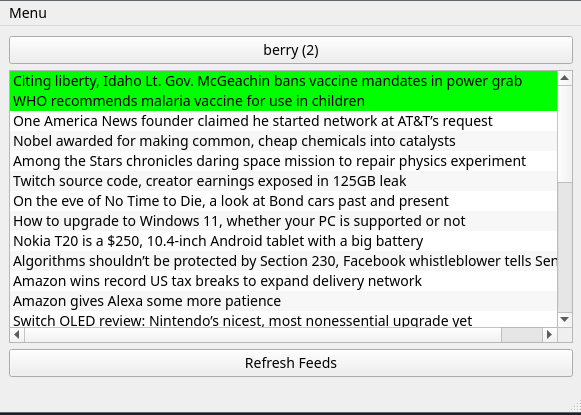 Menu
berry (2)
Citing liberty, Idaho Lt. Gov. McGeachin bans vaccine mandates in power grab
WHO recommends malaria vaccine for use in children
One America News founder claimed he started network at AT&T’s request
Nobel awarded for making common, cheap chemicals into catalysts
Among the Stars chronicles daring space mission to repair physics experiment
Twitch source code, creator earnings exposed in 125GB leak
On the eve of No Time to Die, a look at Bond cars past and present
How to upgrade to Windows 11, whether your PC is supported or not
Nokia T20 is a $250, 10.4-inch Android tablet with a big battery
Algorithms shouldn’t be protected by Section 230, Facebook whistleblower tells Sen
Amazon wins record US tax breaks to expand delivery network
Amazon gives Alexa some more patience
Switch OLED review: Nintendo’s nicest, most nonessential upgrade yet
Refresh Feeds